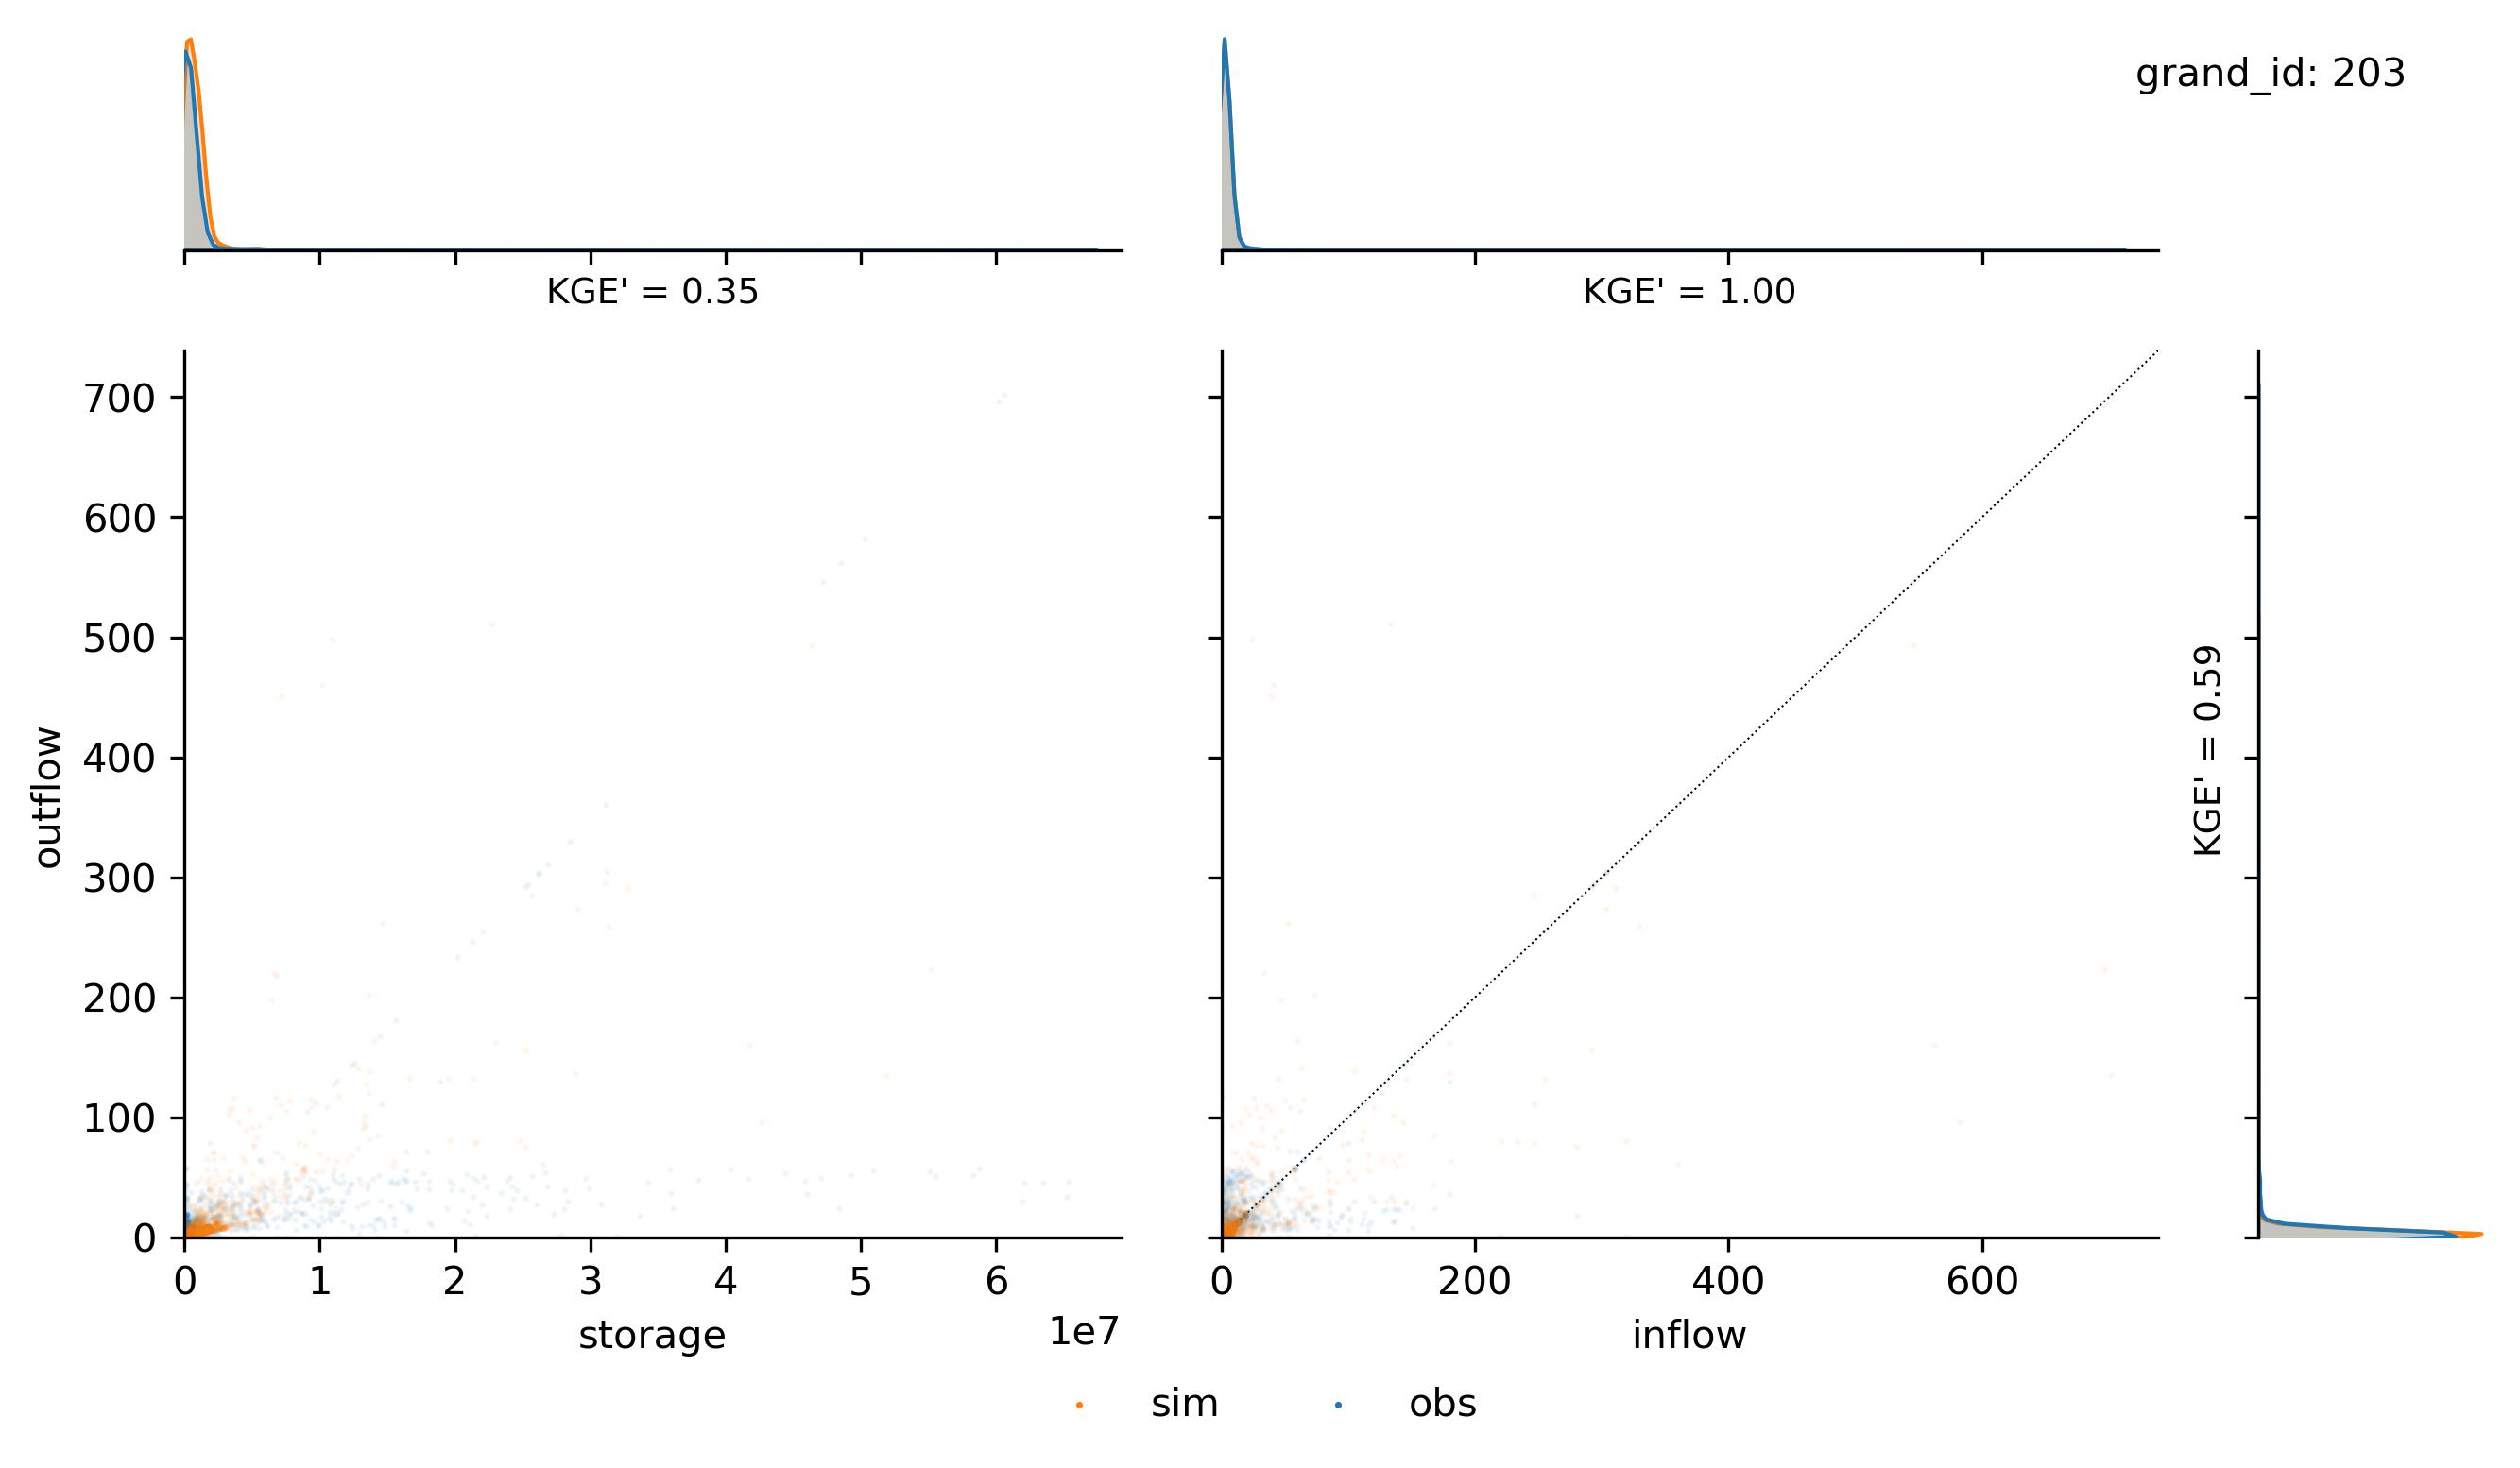 grand_id: 203
KGE' = 0.35
KGE' = 1.00
700
600
500
400
300
200
100
0
outflow
KGE' = 0.59
0 1 2 3 4 5 6
0 200 400 600
storage
1e7
inflow
sim
obs